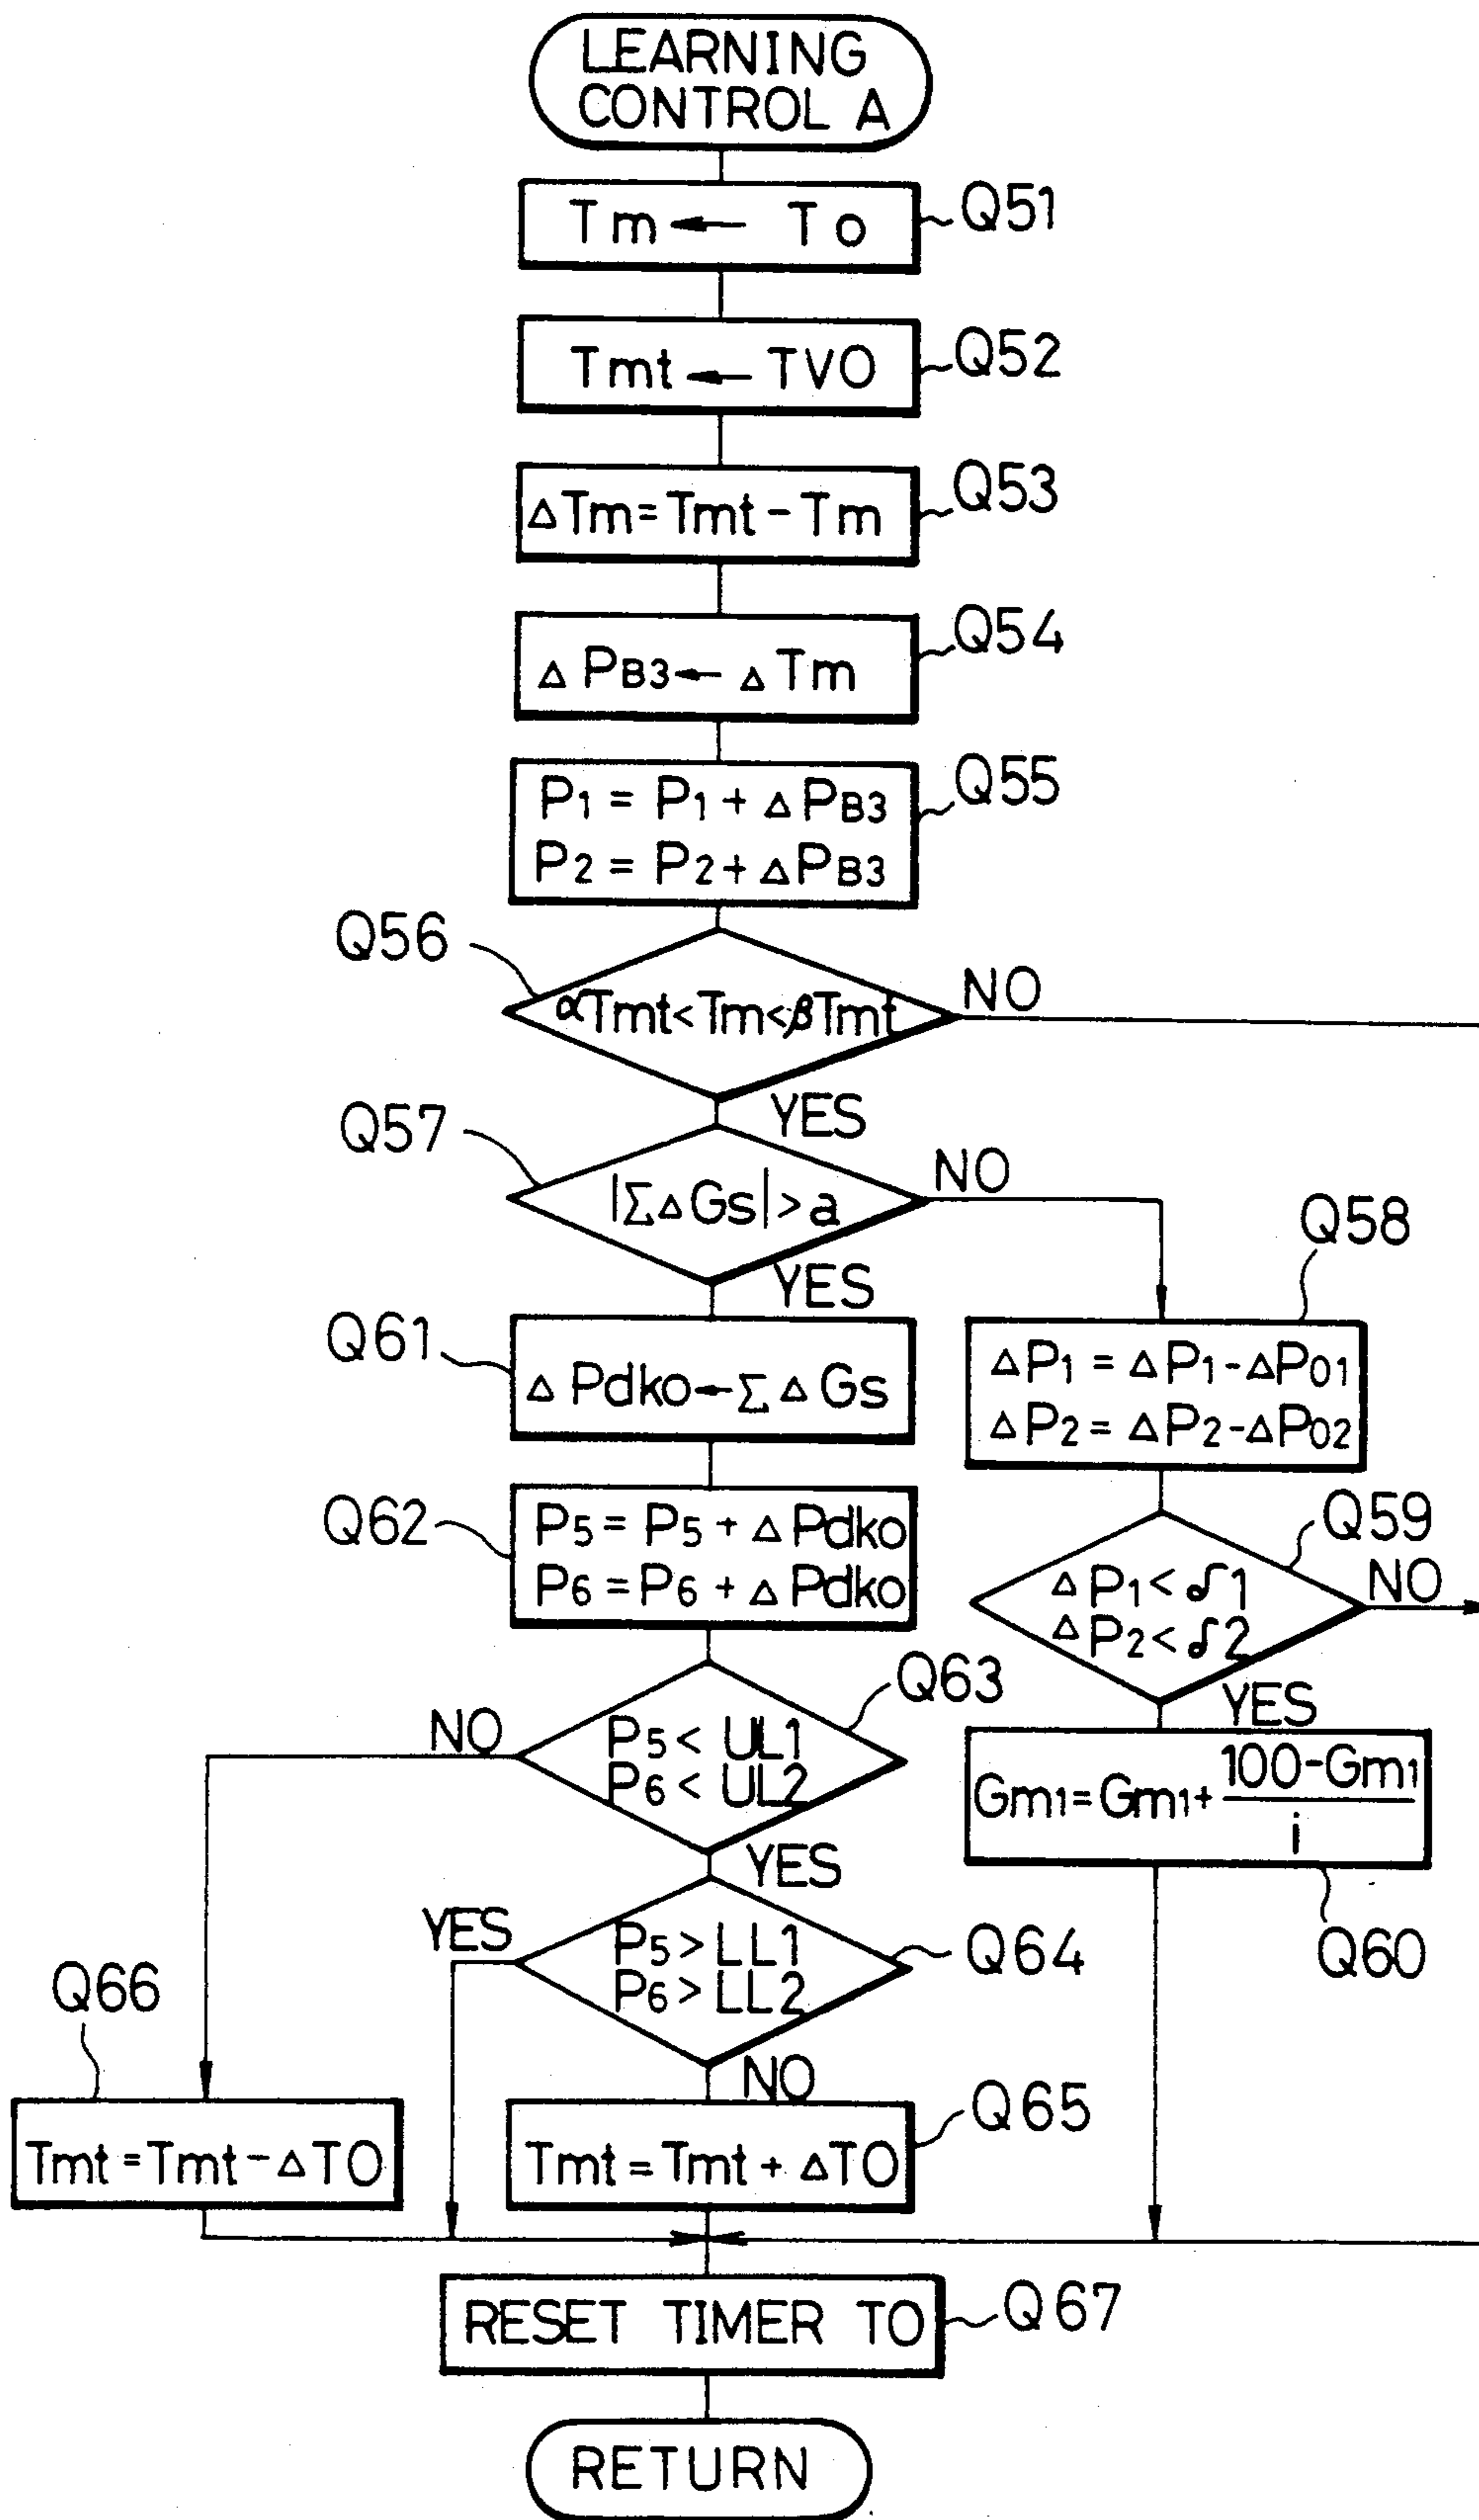 LEARNING
CONTROL A
Tm ← To
Q51
Tmt ← TVO
Q52
ΔTm=Tmt-Tm
Q53
ΔPB3←ΔTm
Q54
P1 = P1 + ΔPB3
P2 = P2 + ΔPB3
Q55
Q56
αTmt<Tm<βTmt
NO
YES
Q57
|ΣΔGs|>a
NO
YES
Q58
ΔP1 = ΔP1-ΔP01
ΔP2 = ΔP2-ΔP02
Q61
ΔPdko←ΣΔGs
Q62
P5 = P5 + ΔPdko
P6 = P6 + ΔPdko
Q59
ΔP1<δ1
ΔP2<δ2
NO
YES
Q63
P5 < UL1
P6 < UL2
NO
YES
Gm1=Gm1+ 100-Gm1
i
Q60
Q64
P5 > LL1
P6 > LL2
YES
NO
Q66
Tmt=Tmt-ΔTO
Q65
Tmt=Tmt+ΔTO
RESET TIMER TO
Q67
RETURN